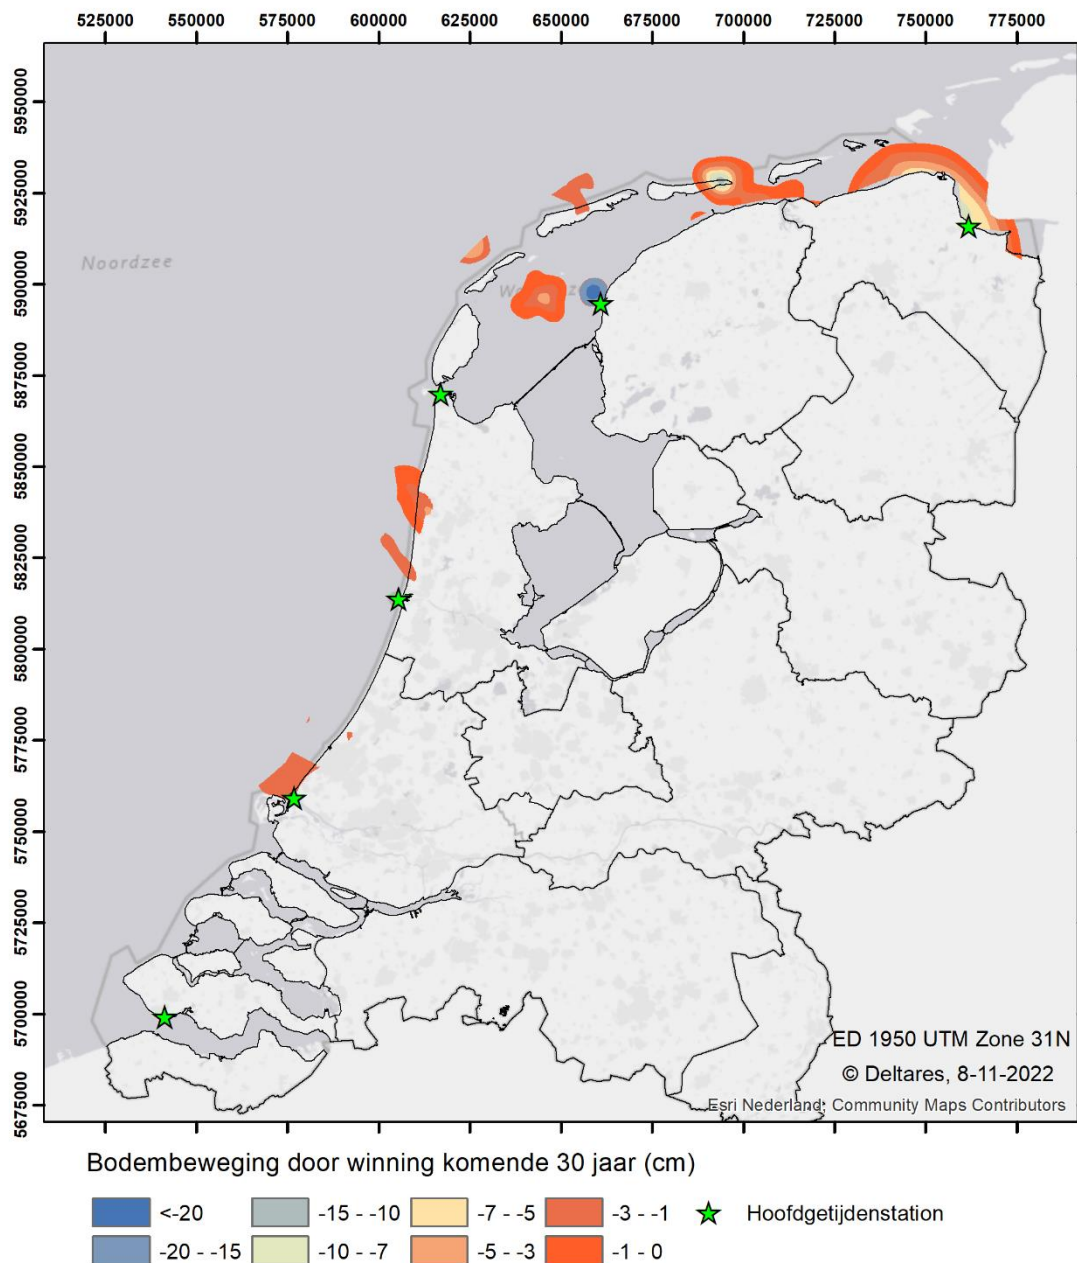 525000 550000 575000 600000 625000 650000 675000 700000 725000 750000 775000
5950000
5925000
5900000
5875000
5850000
5825000
5800000
5775000
5750000
5725000
5700000
5675000
Noordzee
ED 1950 UTM Zone 31N
© Deltares, 8-11-2022
Esri Nederland, Community Maps Contributors
Bodembeweging door winning komende 30 jaar (cm)
<-20 -15 - -10 -7 - -5 -3 - -1 Hoofdgetijdenstation
-20 - -15 -10 - -7 -5 - -3 -1 - 0